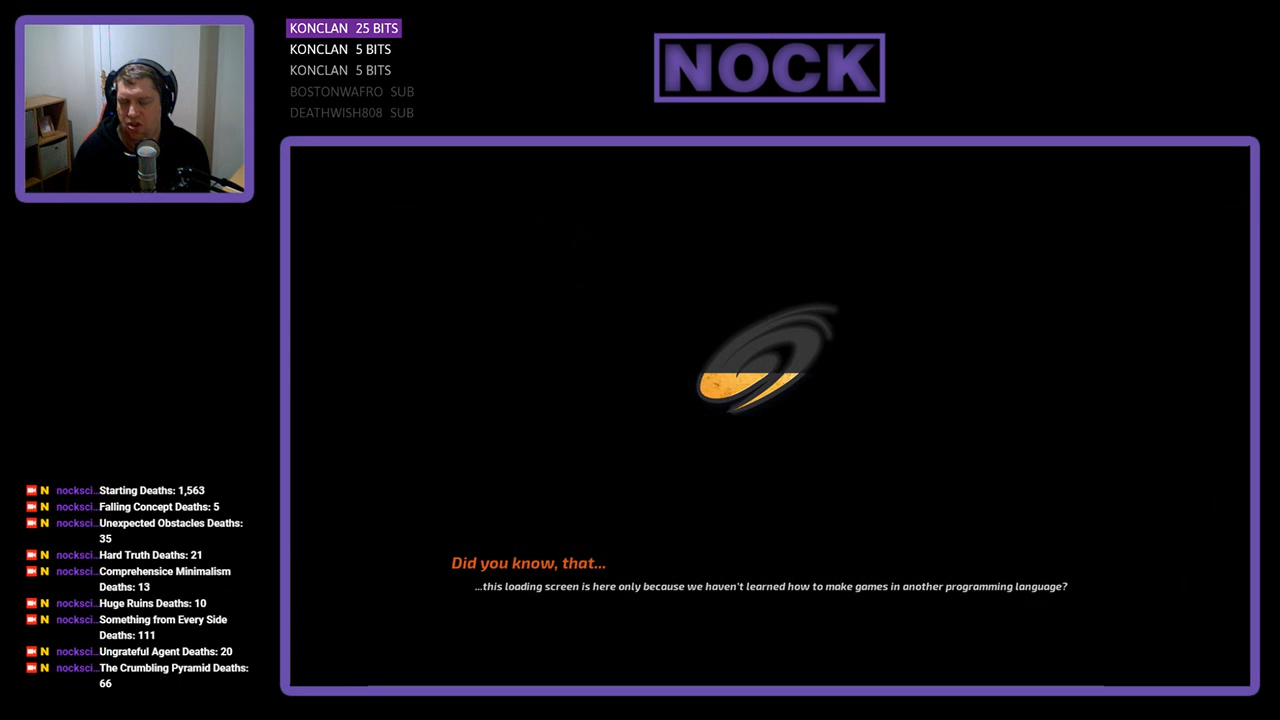 KONCLAN 25 BITS
KONCLAN 5 BITS
KONCLAN 5 BITS
BOSTONWAFRO SUB
DEATHWISH808 SUB
NOCK
Did you know, that...
...this loading screen is here only because we haven't learned how to make games in another programming language?
N nocksci...Starting Deaths: 1,563
N nocksci...Falling Concept Deaths: 5
N nocksci...Unexpected Obstacles Deaths:
35
N nocksci...Hard Truth Deaths: 21
N nocksci...Comprehensice Minimalism
Deaths: 13
N nocksci...Huge Ruins Deaths: 10
N nocksci...Something from Every Side
Deaths: 111
N nocksci...Ungrateful Agent Deaths: 20
N nocksci...The Crumbling Pyramid Deaths:
66